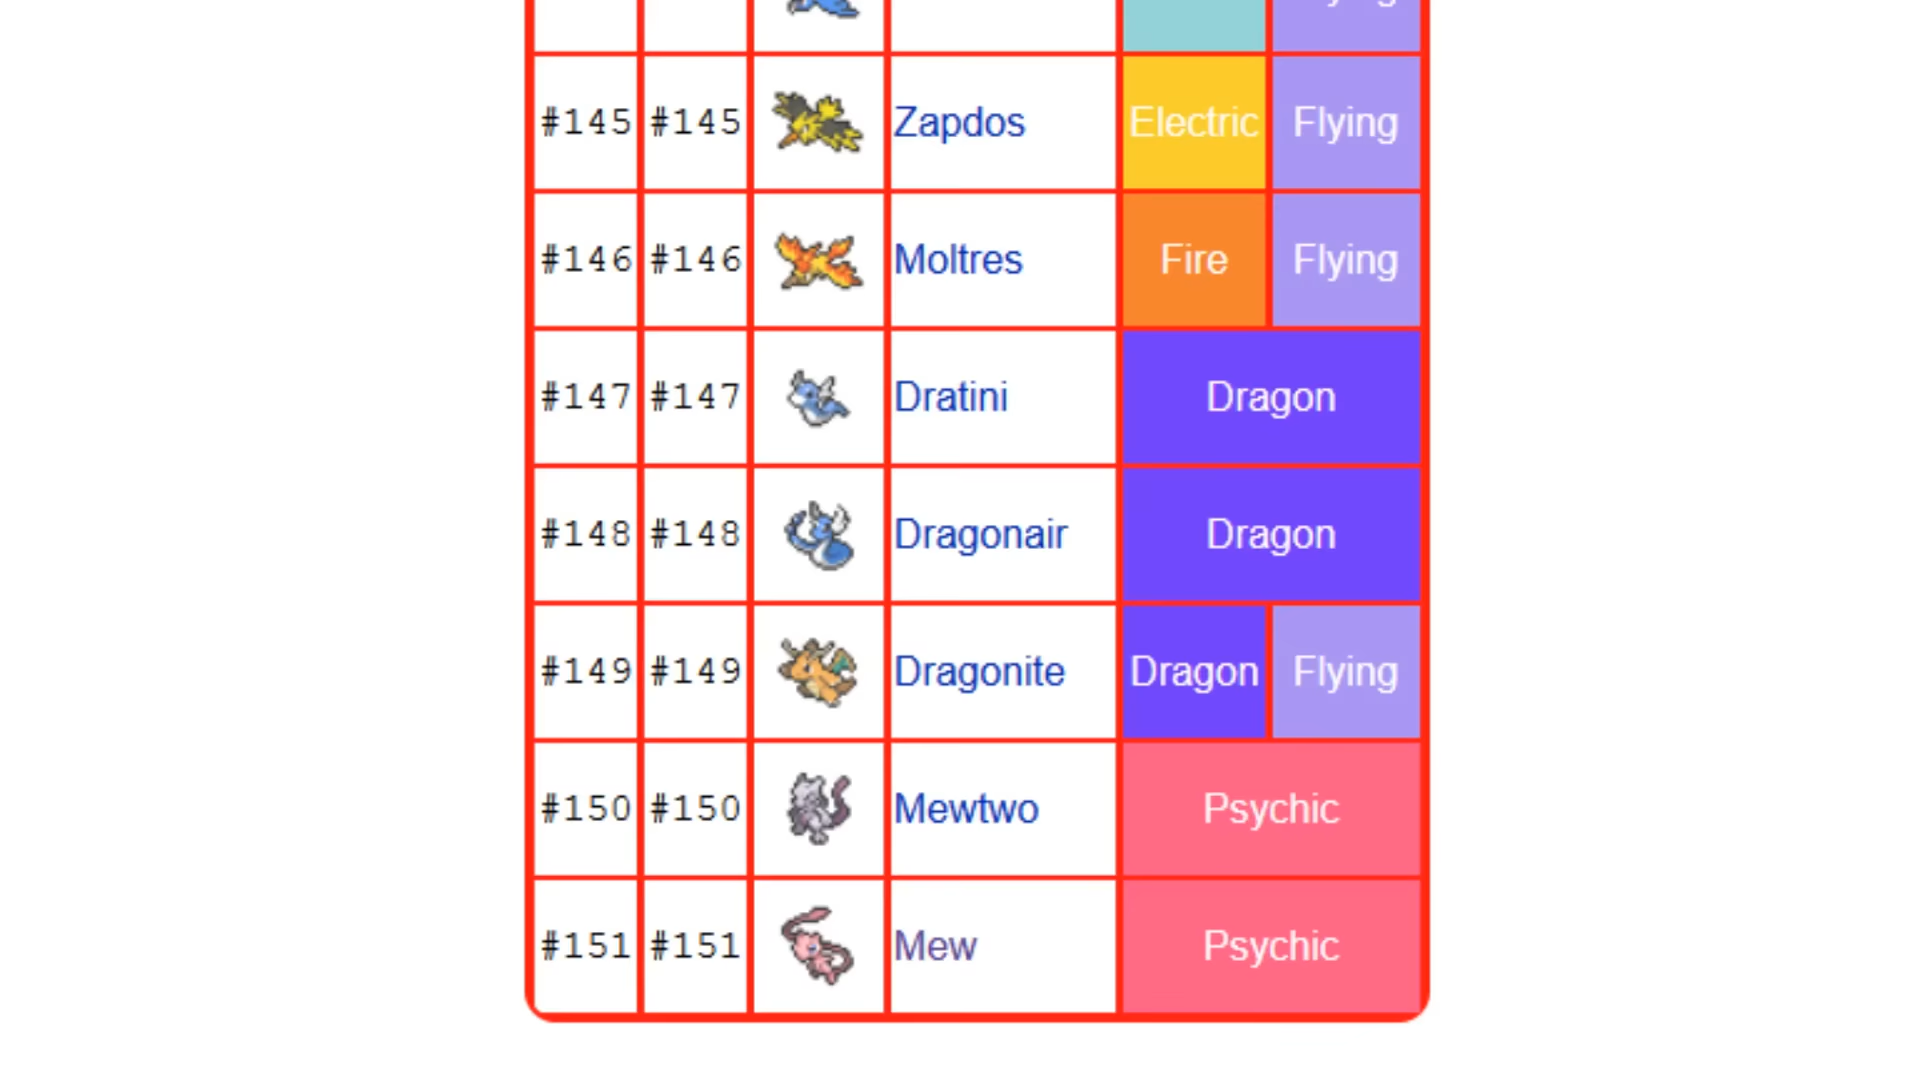 #145 #145 Zapdos Electric Flying
#146 #146 Moltres Fire Flying
#147 #147 Dratini Dragon
#148 #148 Dragonair Dragon
#149 #149 Dragonite Dragon Flying
#150 #150 Mewtwo Psychic
#151 #151 Mew Psychic